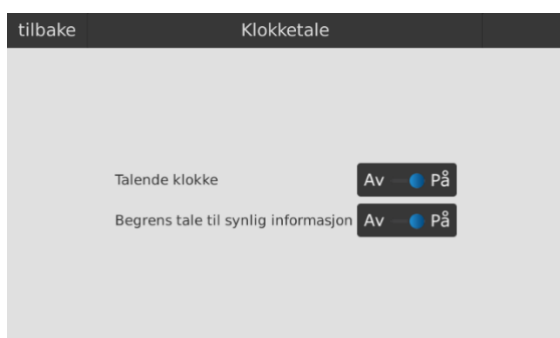 tilbake Klokketale
Talende klokke Av På
Begrens tale til synlig informasjon Av På